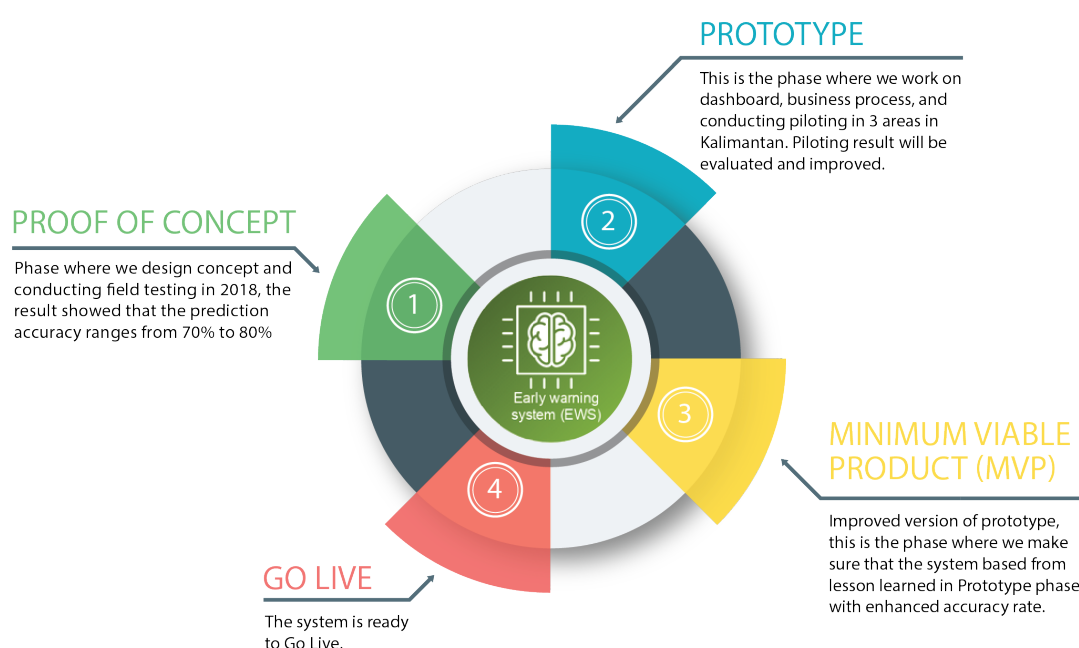 PROOF OF CONCEPT
Phase where we design concept and
conducting field testing in 2018, the
result showed that the prediction
accuracy ranges from 70% to 80%
1
PROTOTYPE
This is the phase where we work on
dashboard, business process, and
conducting piloting in 3 areas in
Kalimantan. Piloting result will be
evaluated and improved.
2
Early warning
system (EWS)
3
MINIMUM VIABLE
PRODUCT (MVP)
Improved version of prototype,
this is the phase where we make
sure that the system based from
lesson learned in Prototype phase
with enhanced accuracy rate.
4
GO LIVE
The system is ready
to Go Live.